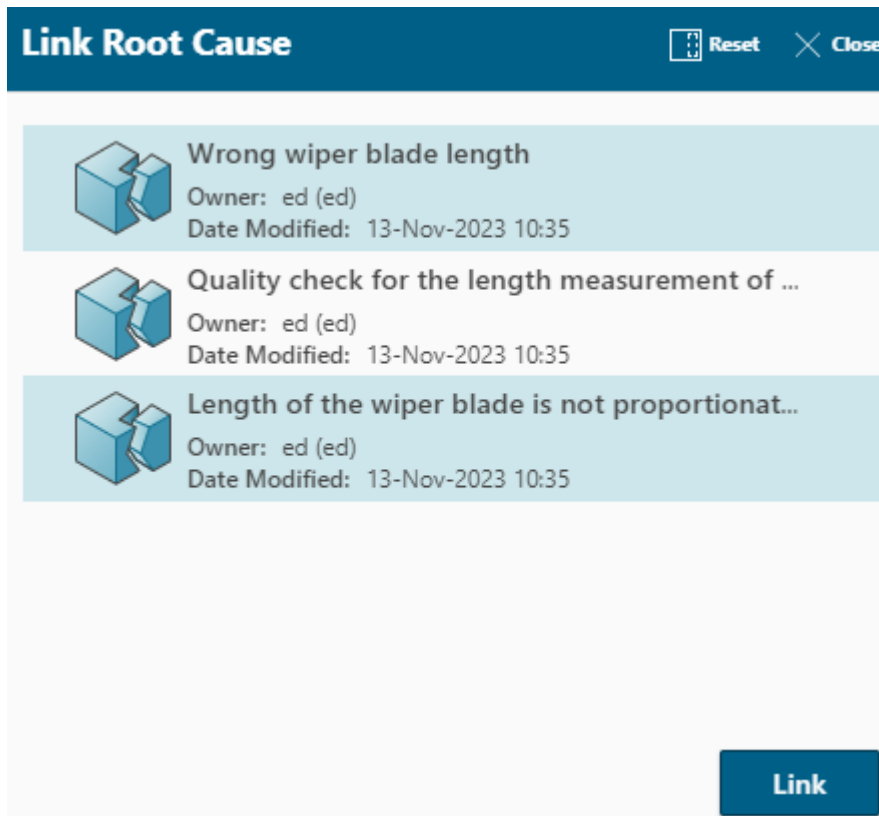 Link Root Cause
Reset
Close
Wrong wiper blade length
Owner: ed (ed)
Date Modified: 13-Nov-2023 10:35
Quality check for the length measurement of ...
Owner: ed (ed)
Date Modified: 13-Nov-2023 10:35
Length of the wiper blade is not proportionat...
Owner: ed (ed)
Date Modified: 13-Nov-2023 10:35
Link